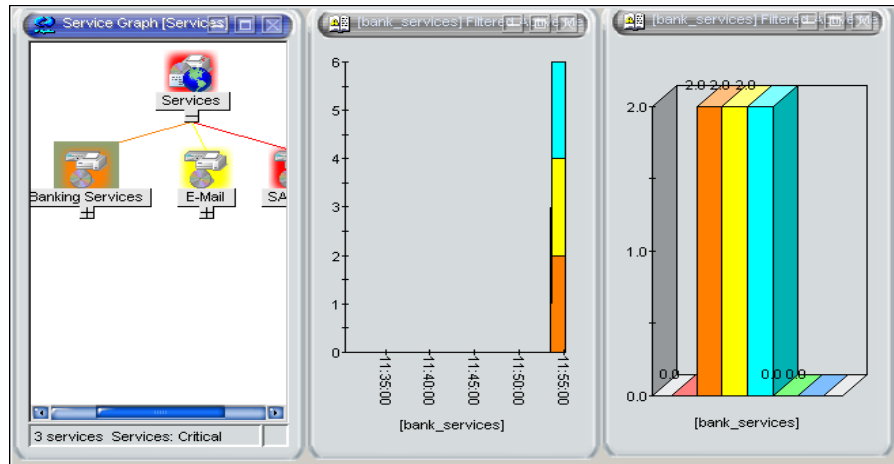 Service Graph [Services]
Services
Banking Services
E-Mail
SA
3 services Services: Critical
[bank_services] Filtered
6
5
4
3
2
1
0
11:35:00
11:40:00
11:45:00
11:50:00
11:55:00
[bank_services]
[bank_services] Filtered
2.0 2.0 2.0
2.0
1.0
0.0
0.0
0.0 0.0
[bank_services]